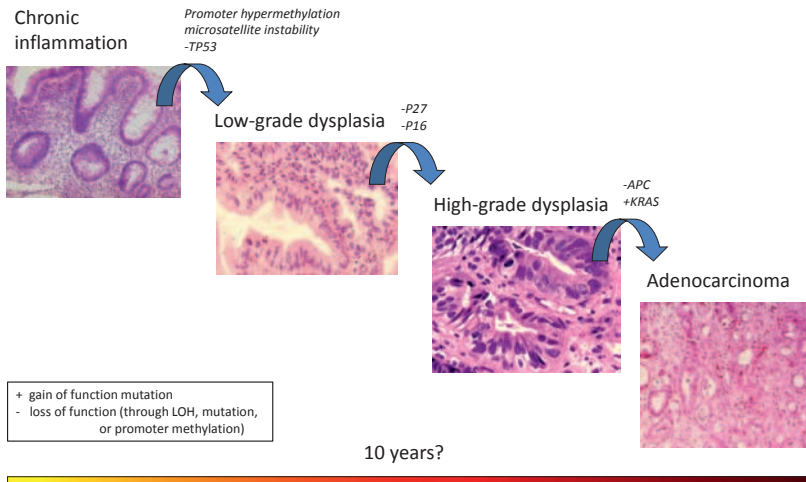 Chronic
inflammation
Promoter hypermethylation
microsatellite instability
-TP53
Low-grade dysplasia
-P27
-P16
High-grade dysplasia
-APC
+KRAS
Adenocarcinoma
+ gain of function mutation
- loss of function (through LOH, mutation,
or promoter methylation)
10 years?